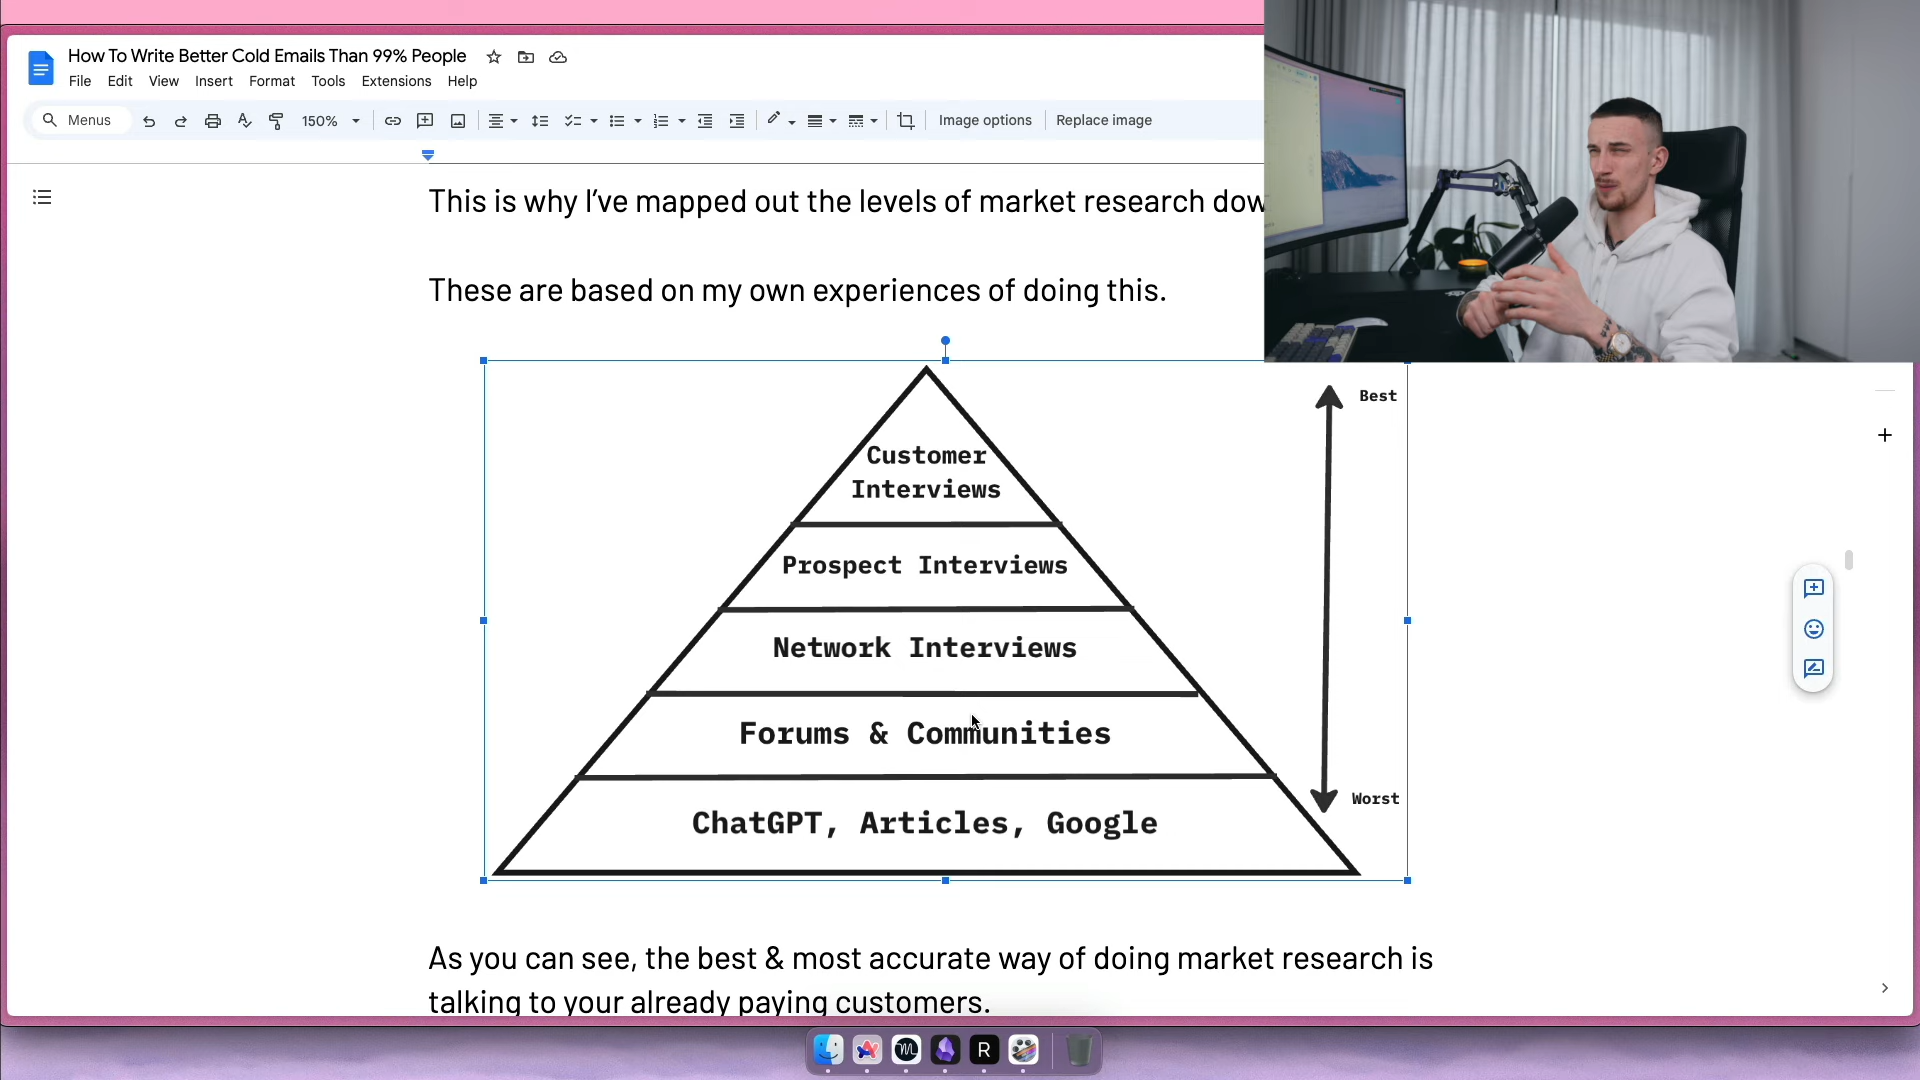 How To Write Better Cold Emails Than 99% People
File Edit View Insert Format Tools Extensions Help
Menus 150% Image options Replace image
This is why I’ve mapped out the levels of market research dow
These are based on my own experiences of doing this.
Best
Customer
Interviews
Prospect Interviews
Network Interviews
Forums & Communities
Worst
ChatGPT, Articles, Google
As you can see, the best & most accurate way of doing market research is
talking to your already paying customers.
R